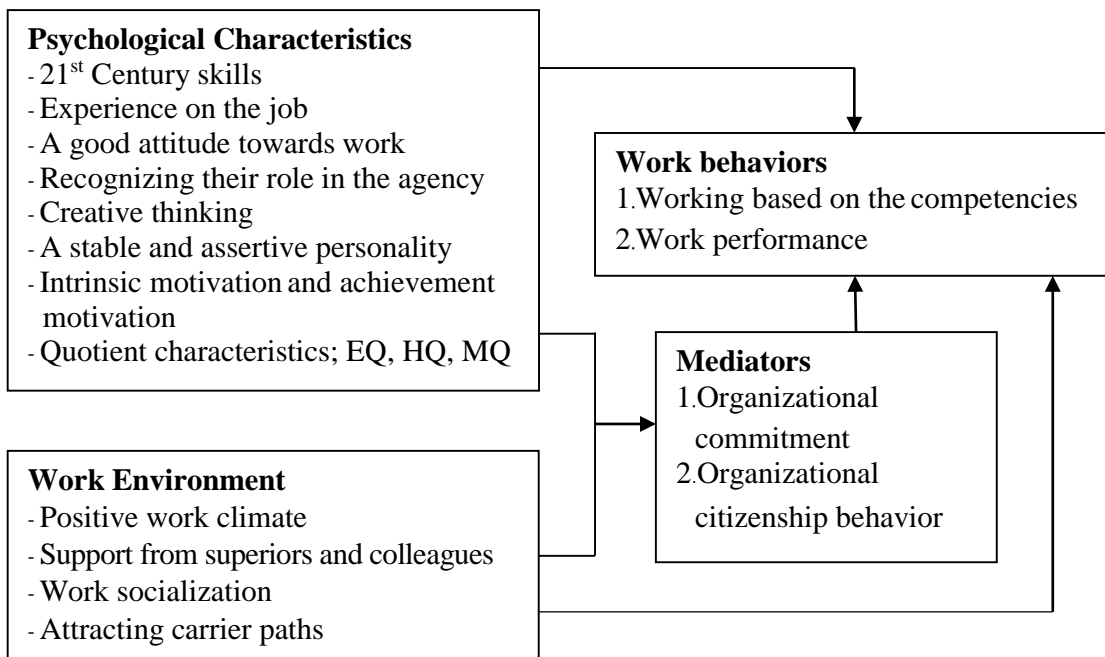 Psychological Characteristics
- 21st Century skills
- Experience on the job
- A good attitude towards work
- Recognizing their role in the agency
- Creative thinking
- A stable and assertive personality
- Intrinsic motivation and achievement
motivation
- Quotient characteristics; EQ, HQ, MQ
Work Environment
- Positive work climate
- Support from superiors and colleagues
- Work socialization
- Attracting carrier paths
Work behaviors
1.Working based on the competencies
2.Work performance
Mediators
1.Organizational
commitment
2.Organizational
citizenship behavior